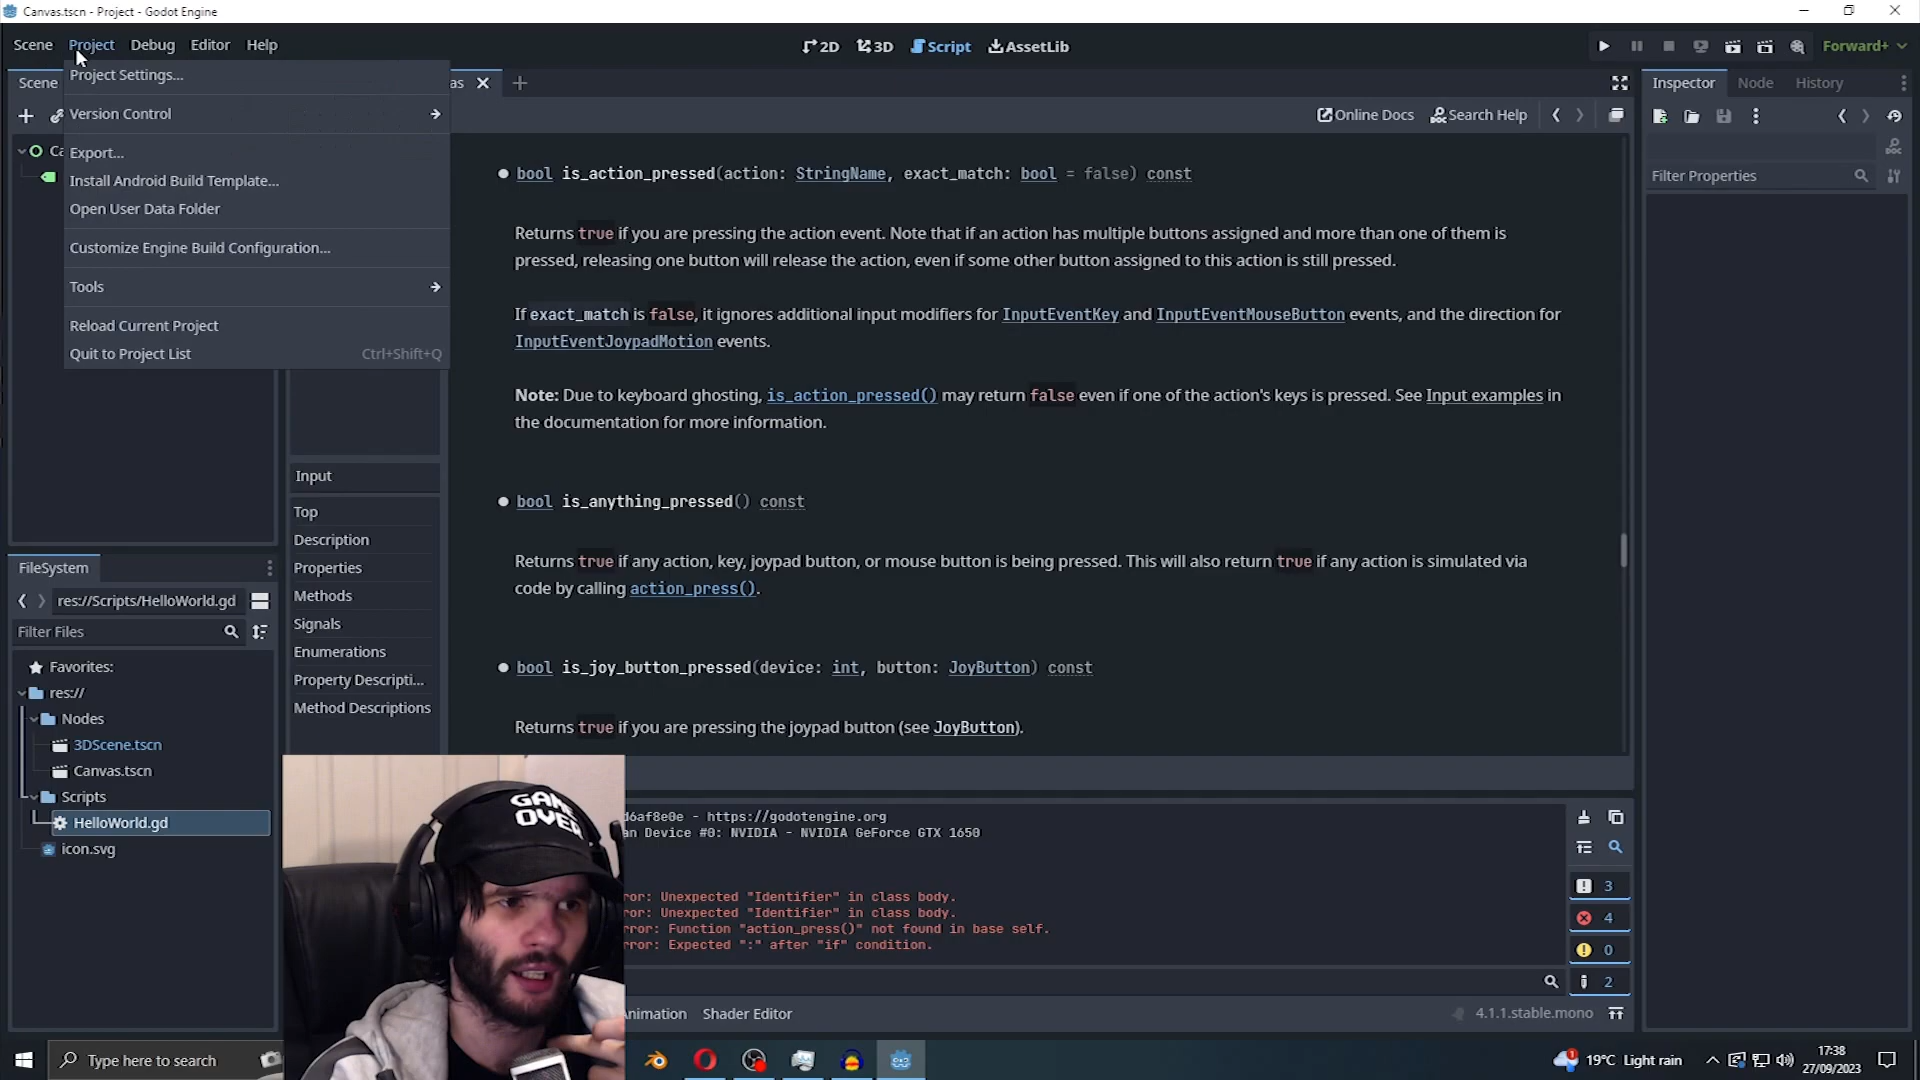 Canvas.tscn - Project - Godot Engine
Scene Project Debug Editor Help
2D 3D Script AssetLib
Forward+
Scene
Project Settings...
Version Control
Export...
Install Android Build Template...
Open User Data Folder
Customize Engine Build Configuration...
Tools
Reload Current Project
Quit to Project List Ctrl+Shift+Q
as
Online Docs Search Help
Inspector Node History
Filter Properties
Ca
bool is_action_pressed(action: StringName, exact_match: bool = false) const
Returns true if you are pressing the action event. Note that if an action has multiple buttons assigned and more than one of them is
pressed, releasing one button will release the action, even if some other button assigned to this action is still pressed.
If exact_match is false, it ignores additional input modifiers for InputEventKey and InputEventMouseButton events, and the direction for
InputEventJoypadMotion events.
Note: Due to keyboard ghosting, is_action_pressed() may return false even if one of the action's keys is pressed. See Input examples in
the documentation for more information.
bool is_anything_pressed() const
Returns true if any action, key, joypad button, or mouse button is being pressed. This will also return true if any action is simulated via
code by calling action_press().
bool is_joy_button_pressed(device: int, button: JoyButton) const
Returns true if you are pressing the joypad button (see JoyButton).
Input
Top
Description
Properties
Methods
Signals
Enumerations
Property Descripti...
Method Descriptions
FileSystem
res://Scripts/HelloWorld.gd
Filter Files
Favorites:
res://
Nodes
3DScene.tscn
Canvas.tscn
Scripts
HelloWorld.gd
icon.svg
GAME
OVER
d6af8e0e - https://godotengine.org
an Device #0: NVIDIA - NVIDIA GeForce GTX 1650
ror: Unexpected "Identifier" in class body.
ror: Unexpected "Identifier" in class body.
ror: Function "action_press()" not found in base self.
rror: Expected ":" after "if" condition.
3
4
0
2
Animation Shader Editor
4.1.1.stable.mono
Type here to search
1
19°C Light rain
17:38
27/09/2023